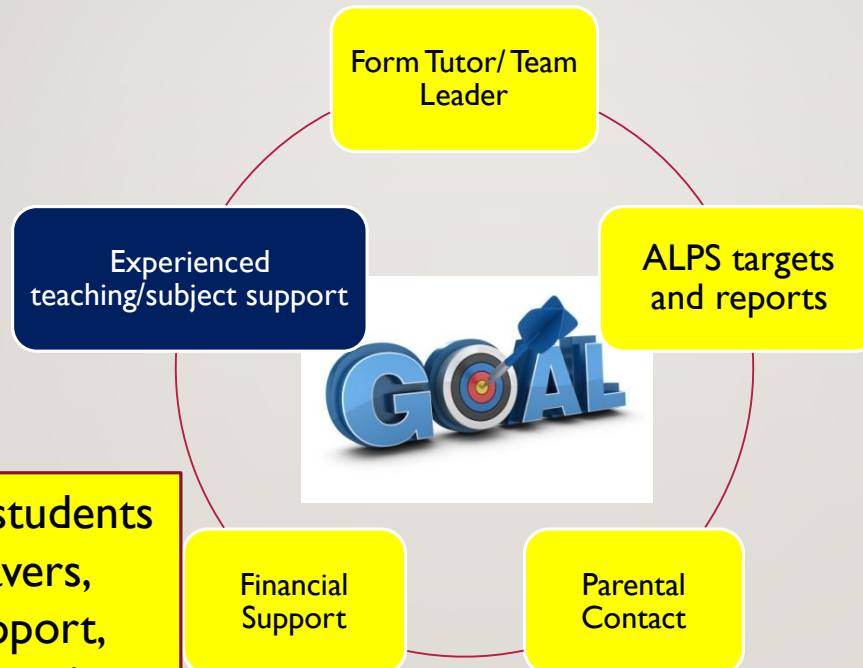 Form Tutor/ Team
Leader
Experienced
teaching/subject support
ALPS targets
and reports
GOAL
students
pport,
Financial
Support
Parental
Contact